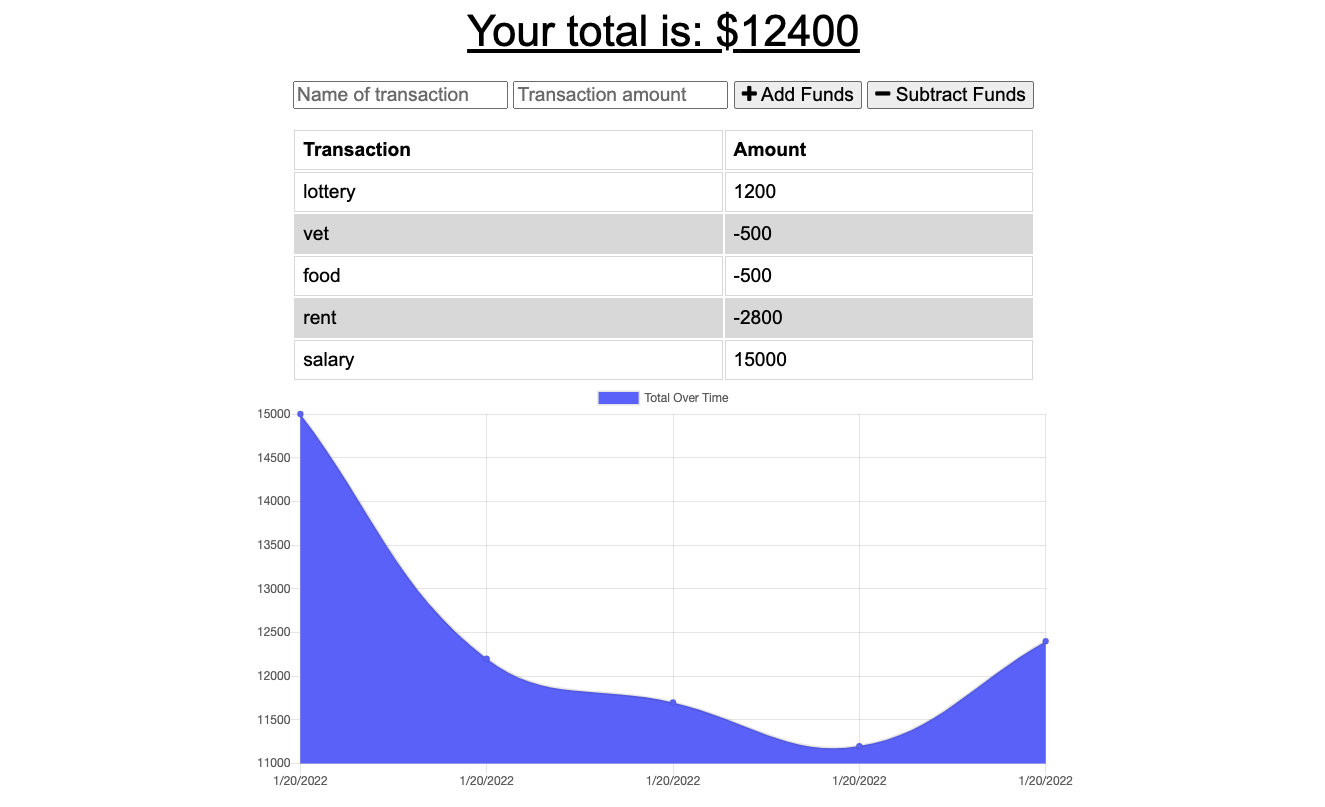 Your total is: $12400
Name of transaction Transaction amount Add Funds Subtract Funds
Transaction Amount
lottery 1200
vet -500
food -500
rent -2800
salary 15000
Total Over Time
15000
14500
14000
13500
13000
12500
12000
11500
11000
1/20/2022 1/20/2022 1/20/2022 1/20/2022 1/20/2022